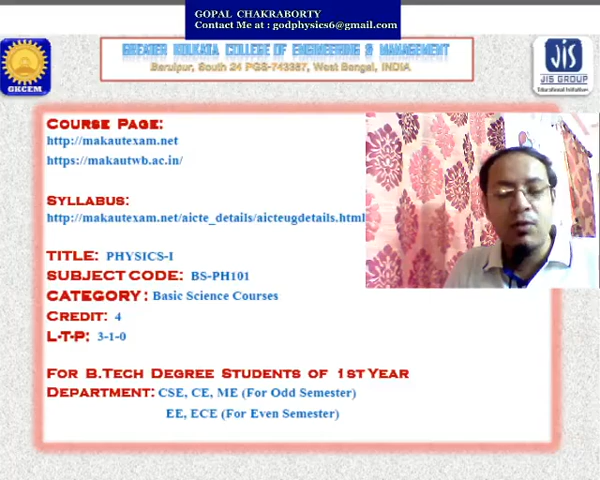 GOPAL CHAKRABORTY
Contact Me at : godphysics6@gmail.com
GREATER KOLKATA COLLEGE OF ENGINEERING & MANAGEMENT
Baruipur, South 24 PGS-743387, West Bengal, INDIA
GKCEM
JIS
JIS GROUP
Educational Initiatives
COURSE PAGE:
http://makautexam.net
https://makautwb.ac.in/
SYLLABUS:
http://makautexam.net/aicte_details/aicteugdetails.html
TITLE: PHYSICS-I
SUBJECT CODE: BS-PH101
CATEGORY : Basic Science Courses
CREDIT: 4
L-T-P: 3-1-0
FOR B.TECH DEGREE STUDENTS OF 1ST YEAR
DEPARTMENT: CSE, CE, ME (For Odd Semester)
EE, ECE (For Even Semester)